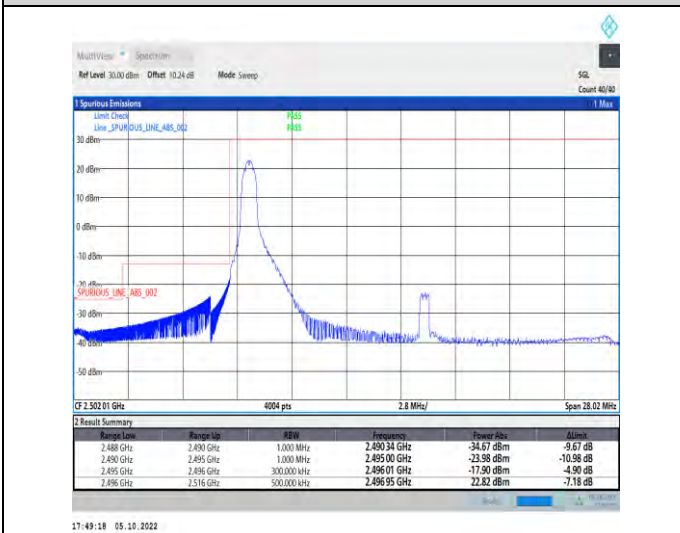 MultiView Spectrum
Ref Level 30.00 dBm Offset 10.24 dB Mode Sweep SGL
Count 40/40
1 Spurious Emissions 1 Max
Limit Check PASS
Line _SPURIOUS_LINE_ABS_002 PASS
30 dBm
20 dBm
10 dBm
0 dBm
-10 dBm
-20 dBm
_SPURIOUS_LINE_ABS_002
-30 dBm
-40 dBm
-50 dBm
CF 2.502 01 GHz 4004 pts 2.8 MHz/ Span 28.02 MHz
2 Result Summary
Range Low Range Up RBW Frequency Power Abs ΔLimit
2.488 GHz 2.490 GHz 1.000 MHz 2.490 34 GHz -34.67 dBm -9.67 dB
2.490 GHz 2.495 GHz 1.000 MHz 2.495 00 GHz -23.98 dBm -10.98 dB
2.495 GHz 2.496 GHz 300.000 kHz 2.496 01 GHz -17.90 dBm -4.90 dB
2.496 GHz 2.516 GHz 500.000 kHz 2.496 95 GHz 22.82 dBm -7.18 dB
17:49:18 05.10.2022